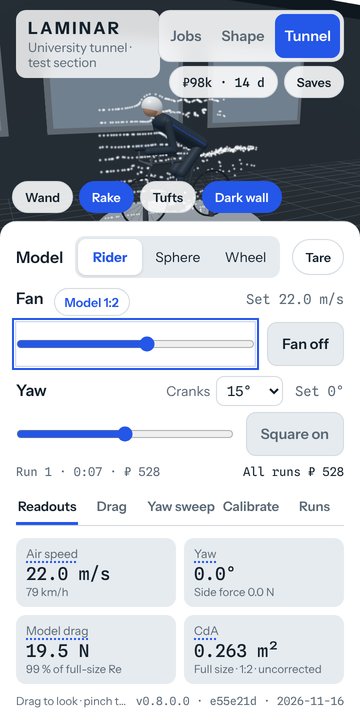 LAMINAR
University tunnel ·
test section
Jobs Shape Tunnel
₽98k · 14 d Saves
Wand Rake Tufts Dark wall
Model Rider Sphere Wheel Tare
Fan Model 1:2 Set 22.0 m/s
Fan off
Yaw Cranks 15° Set 0°
Square on
Run 1 · 0:07 · ₽ 528 All runs ₽ 528
Readouts Drag Yaw sweep Calibrate Runs
Air speed
22.0 m/s
79 km/h
Yaw
0.0°
Side force 0.0 N
Model drag
19.5 N
99 % of full-size Re
CdA
0.263 m²
Full size · 1:2 · uncorrected
Drag to look · pinch t... v0.8.0.0 · e55e21d · 2026-11-16